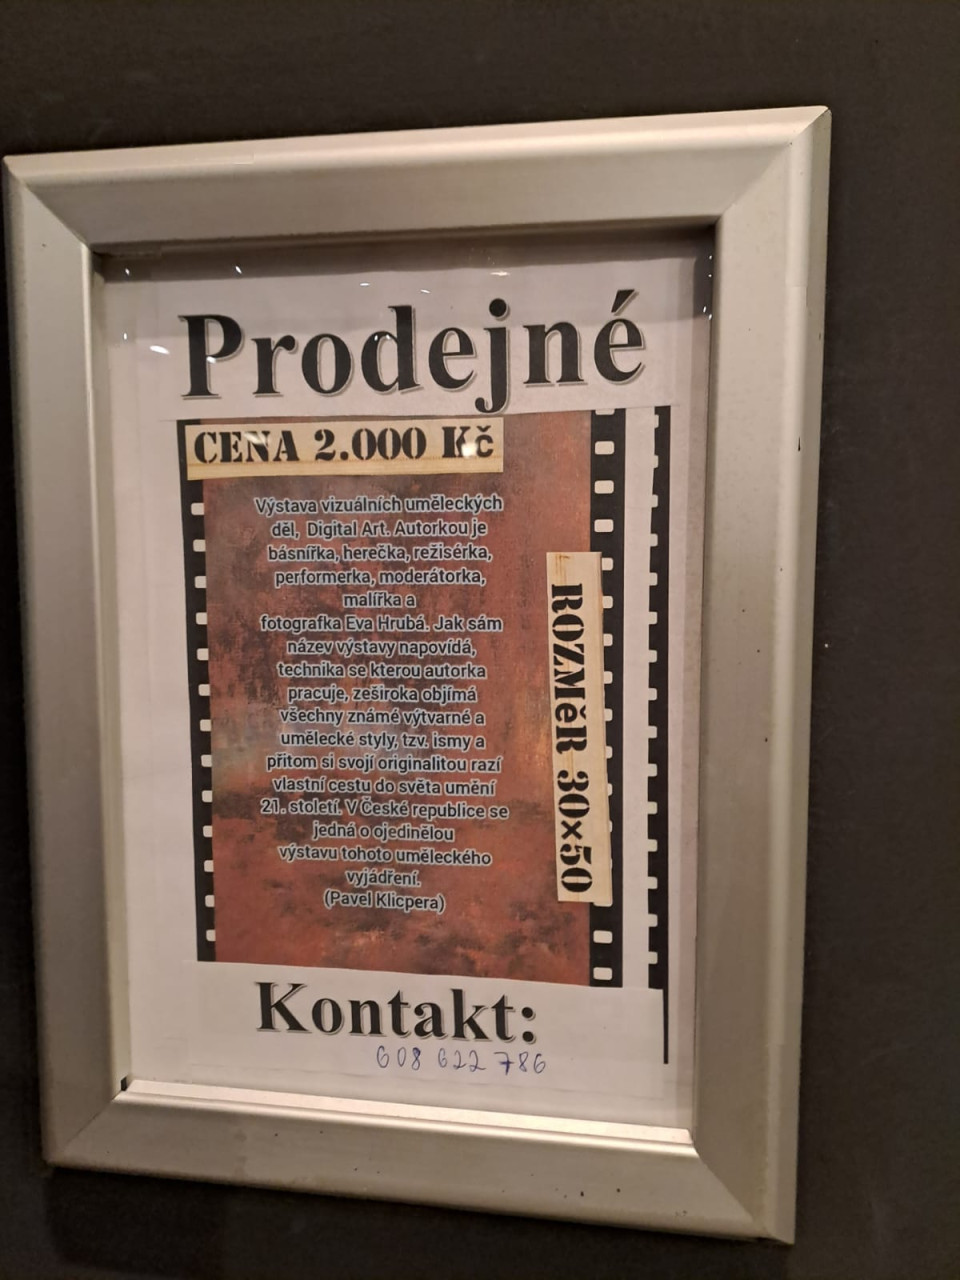 Prodejné
CENA 2.000 Kč
Výstava vizuálních uměleckých
děl, Digital Art. Autorkou je
básnířka, herečka, režisérka,
performerka, moderátorka,
malířka a
fotografka Eva Hrubá. Jak sám
název výstavy napovídá,
technika se kterou autorka
pracuje, zeširoka objímá
všechny známé výtvarné a
umělecké styly, tzv. ismy a
přitom si svojí originalitou razí
vlastní cestu do světa umění
21. století. V České republice se
jedná o ojedinělou
výstavu tohoto uměleckého
vyjádření.
(Pavel Klicpera)
ROZMěR 30×50
Kontakt:
608 622 786